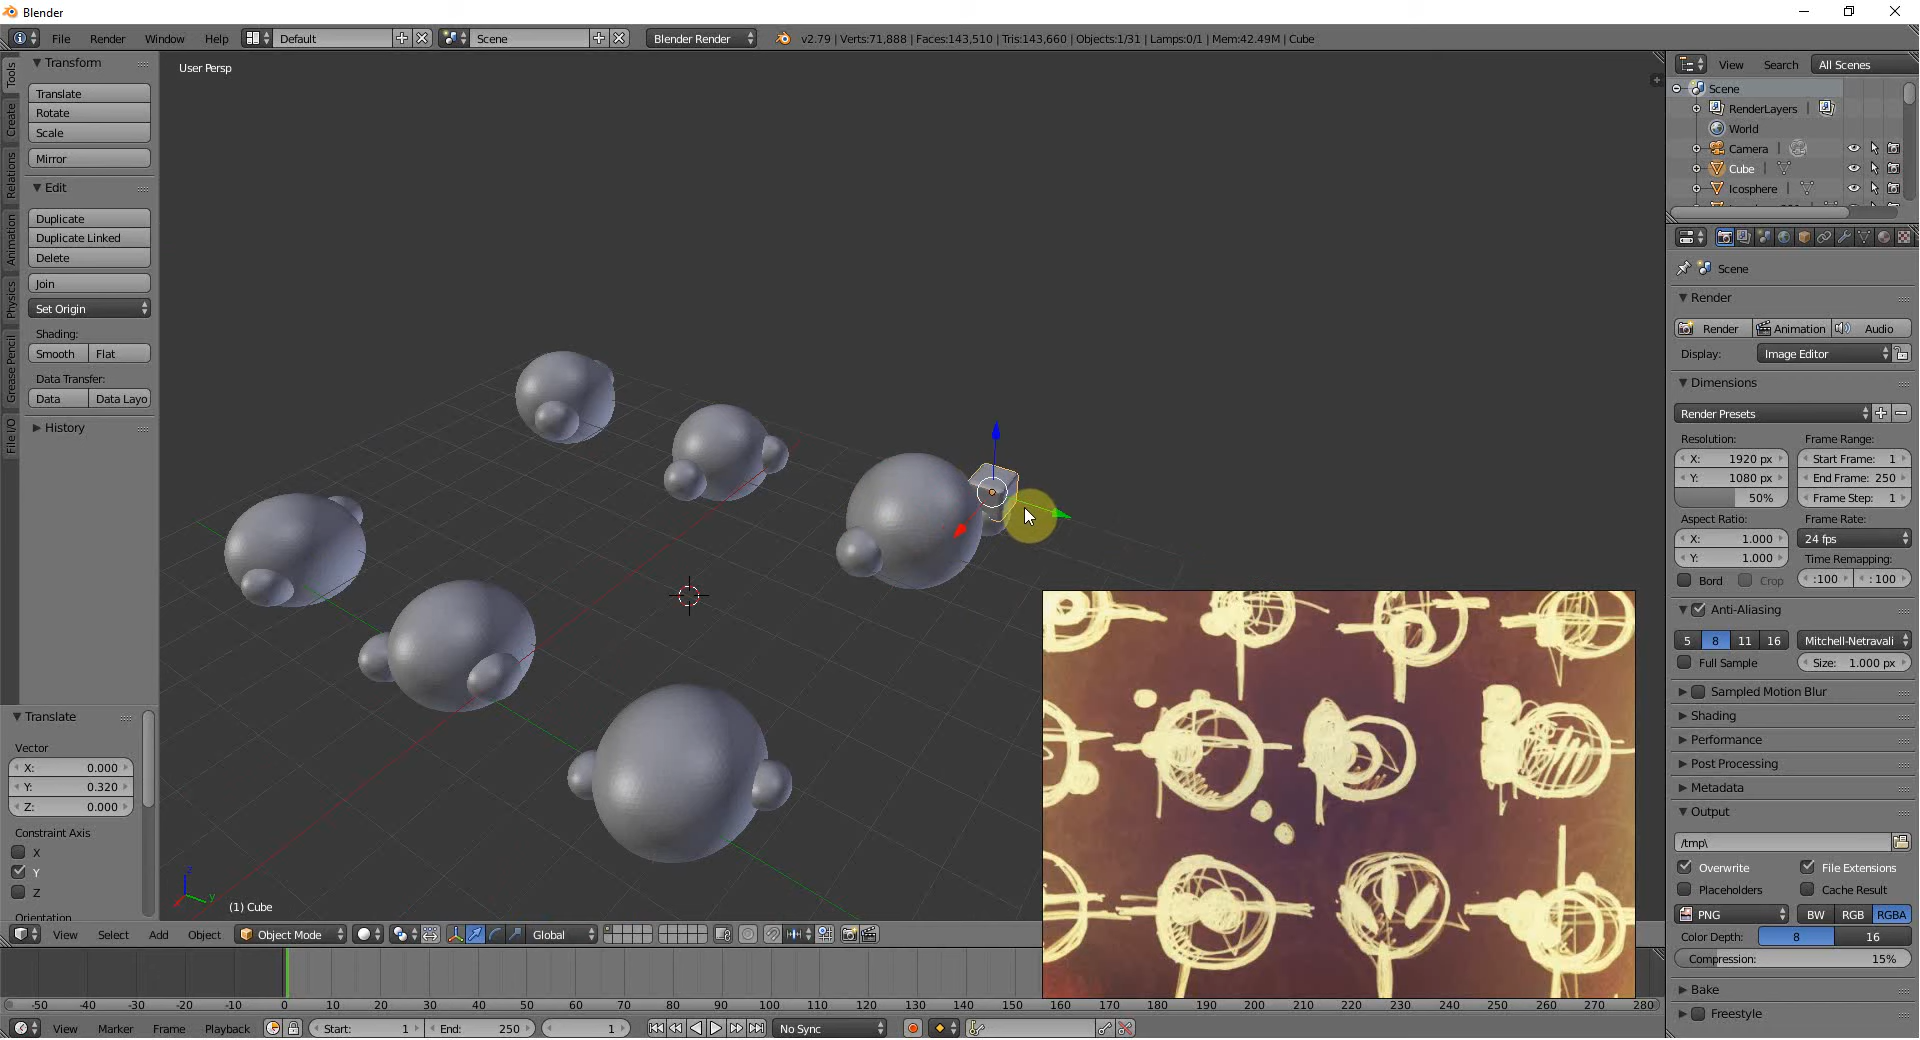 Blender
File Render Window Help Default Scene Blender Render v2.79 | Verts:71,888 | Faces:143,510 | Tris:143,660 | Objects:1/31 | Lamps:0/1 | Mem:42.49M | Cube
Tools
Create
Relations
Animation
Physics
Grease Pencil
File I/O
Transform
Translate
Rotate
Scale
Mirror
Edit
Duplicate
Duplicate Linked
Delete
Join
Set Origin
Shading:
Smooth Flat
Data Transfer:
Data Data Layo
History
Translate
Vector
X: 0.000
Y: 0.320
Z: 0.000
Constraint Axis
X
Y
Z
Orientation
User Persp
z
y
(1) Cube
View Select Add Object Object Mode Global
-50 -40 -30 -20 -10 0 10 20 30 40 50 60 70 80 90 100 110 120 130 140 150 160 170 180 190 200 210 220 230 240 250 260 270 280
View Marker Frame Playback Start: 1 End: 250 1 No Sync
View Search All Scenes
Scene
RenderLayers
World
Camera
Cube
Icosphere
Scene
Render
Render Animation Audio
Display: Image Editor
Dimensions
Render Presets
Resolution: Frame Range:
X: 1920 px Start Frame: 1
Y: 1080 px End Frame: 250
50% Frame Step: 1
Aspect Ratio: Frame Rate:
X: 1.000 24 fps
Y: 1.000 Time Remapping:
Bord Crop :100 :100
Anti-Aliasing
5 8 11 16 Mitchell-Netravali
Full Sample Size: 1.000 px
Sampled Motion Blur
Shading
Performance
Post Processing
Metadata
Output
/tmp\
Overwrite File Extensions
Placeholders Cache Result
PNG BW RGB RGBA
Color Depth: 8 16
Compression: 15%
Bake
Freestyle